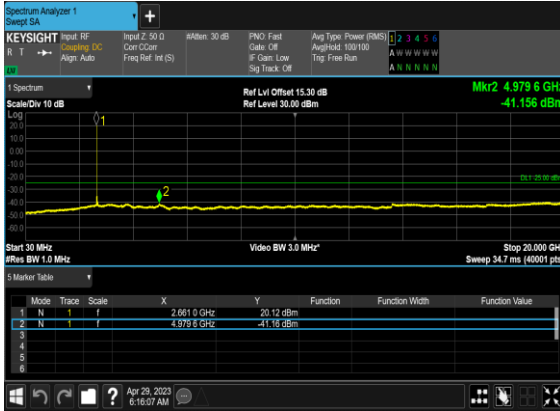 Spectrum Analyzer 1
Swept SA
KEYSIGHT
R T
Input: RF
Coupling: DC
Align: Auto
Input Z: 50 Ω
Corr CCorr
Freq Ref: Int (S)
#Atten: 30 dB
PNO: Fast
Gate: Off
IF Gain: Low
Sig Track: Off
Avg Type: Power (RMS)
Avg|Hold: 100/100
Trig: Free Run
1 2 3 4 5 6
A W W W W W
A N N N N N
1 Spectrum
Scale/Div 10 dB
Ref Lvl Offset 15.30 dB
Ref Level 30.00 dBm
Mkr2 4.979 6 GHz
-41.156 dBm
Log
20.0
10.0
0.00
-10.0
-20.0
-30.0
-40.0
-50.0
-60.0
1
2
DL1 -25.00 dBm
Start 30 MHz
#Res BW 1.0 MHz
Video BW 3.0 MHz*
Stop 20.000 GH
Sweep 34.7 ms (40001 pts
5 Marker Table
Mode Trace Scale X Y Function Function Width Function Value
1 N 1 f 2.661 0 GHz 20.12 dBm
2 N 1 f 4.979 6 GHz -41.16 dBm
3
4
5
6
?
Apr 29, 2023
6:16:07 AM